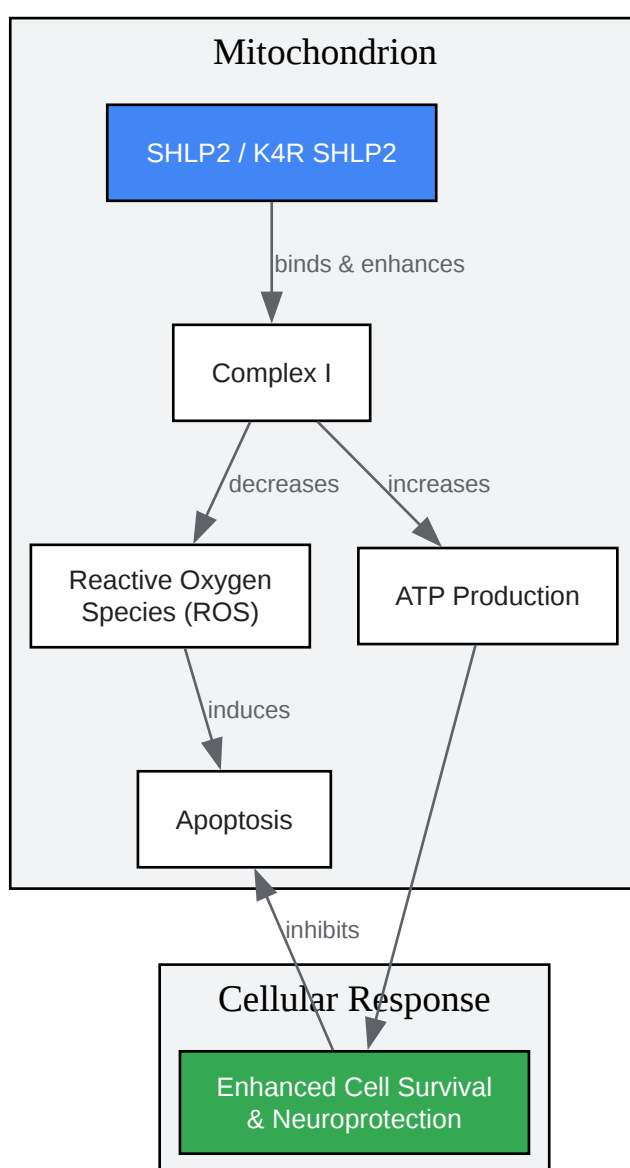 Mitochondrion
SHLP2 / K4R SHLP2
binds & enhances
Complex I
decreases
increases
Reactive Oxygen
Species (ROS)
ATP Production
induces
Apoptosis
inhibits
Cellular Response
Enhanced Cell Survival
& Neuroprotection